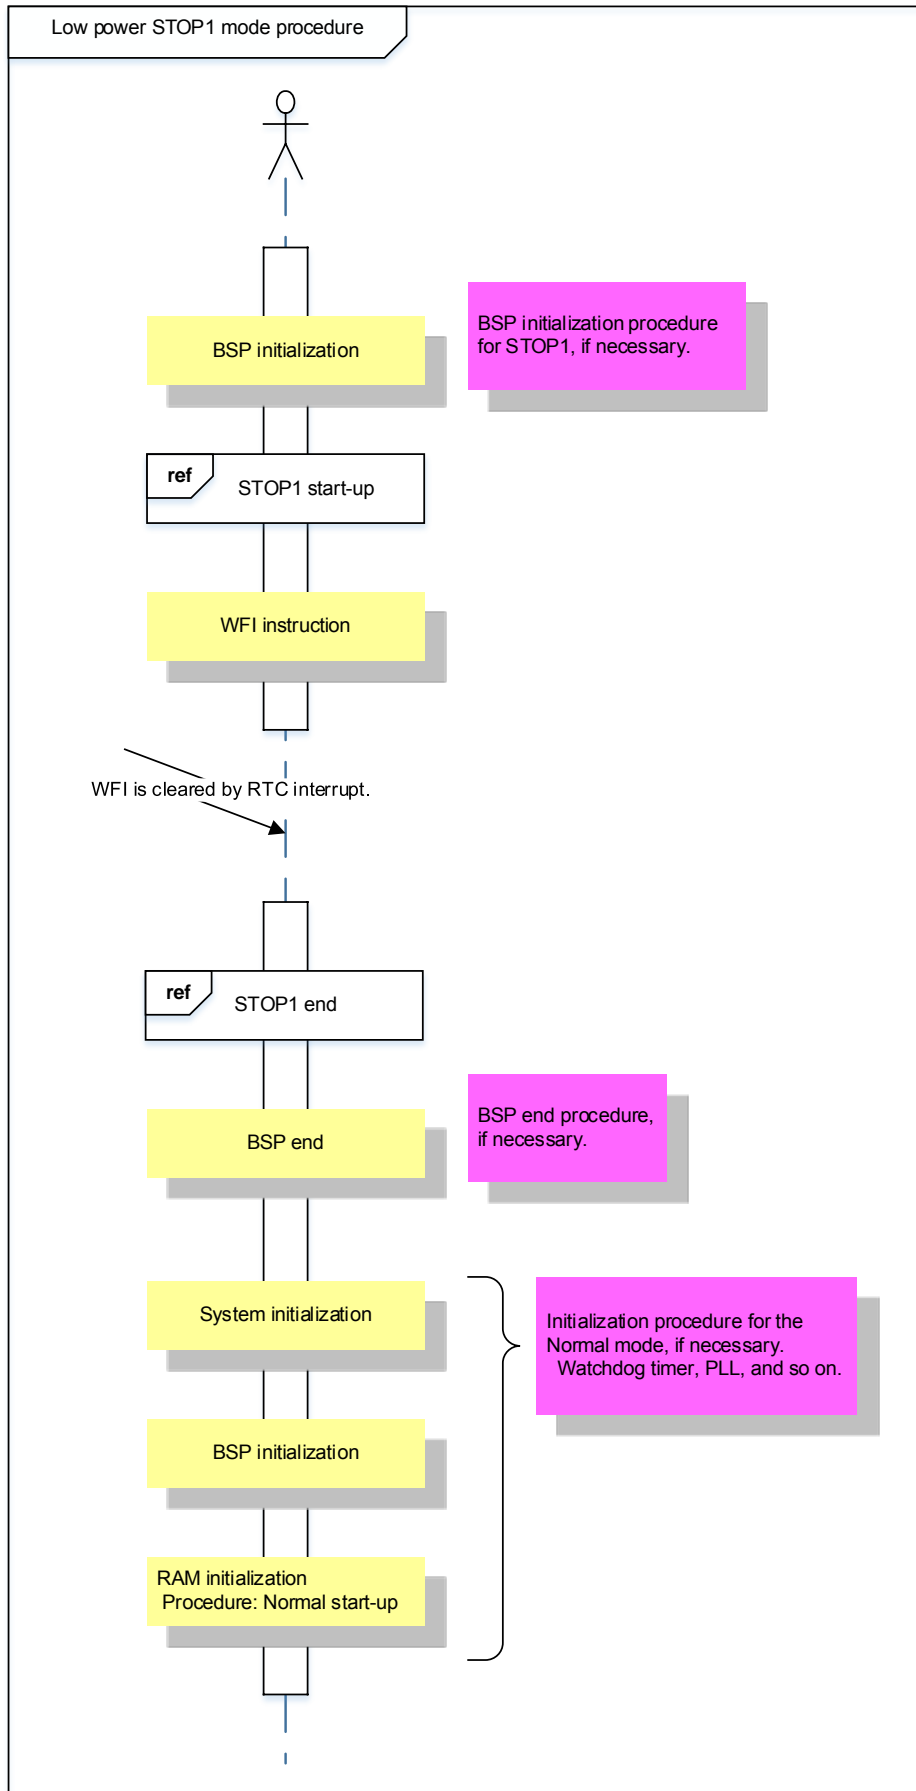 Low power STOP1 mode procedure
BSP initialization
BSP initialization procedure
for STOP1, if necessary.
ref
STOP1 start-up
WFI instruction
WFI is cleared by RTC interrupt.
ref
STOP1 end
BSP end
BSP end procedure,
if necessary.
System initialization
Initialization procedure for the
Normal mode, if necessary.
Watchdog timer, PLL, and so on.
BSP initialization
RAM initialization
Procedure: Normal start-up